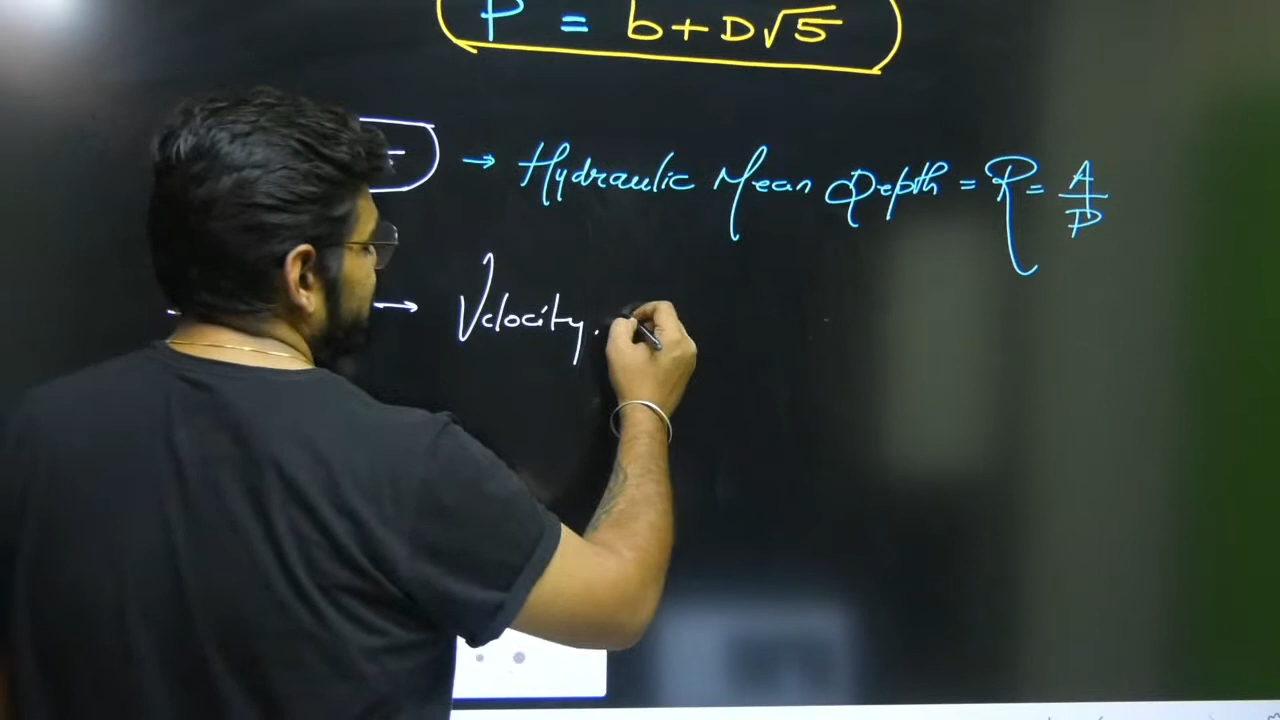 P = b+D√5
→ Hydraulic Mean Depth = R = A/P
→ Velocity.